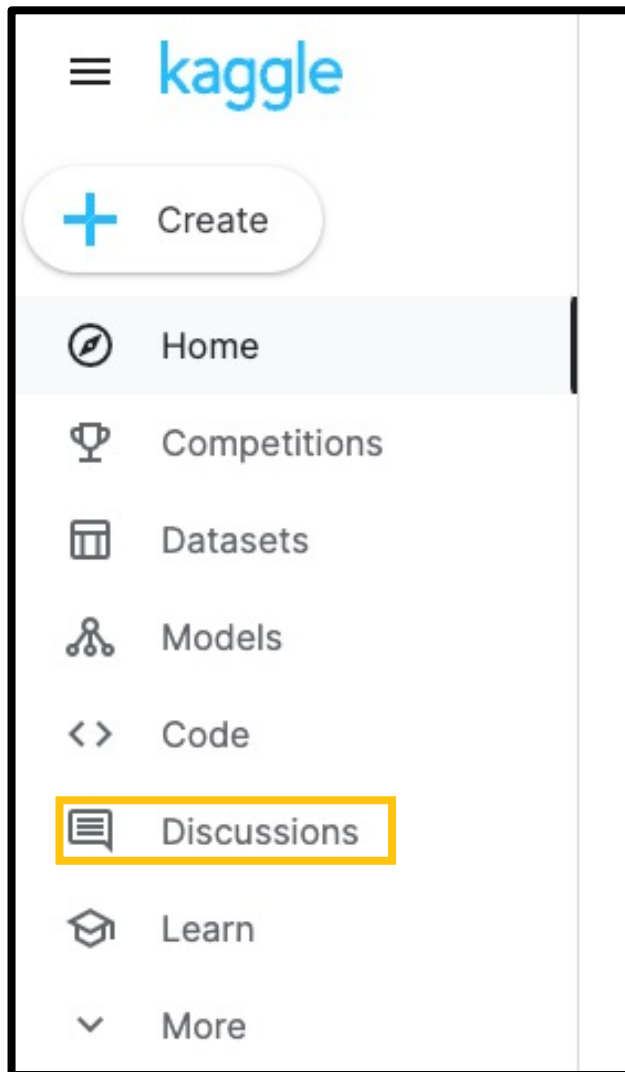 kaggle
Create
Home
Competitions
Datasets
Models
Code
Discussions
Learn
More